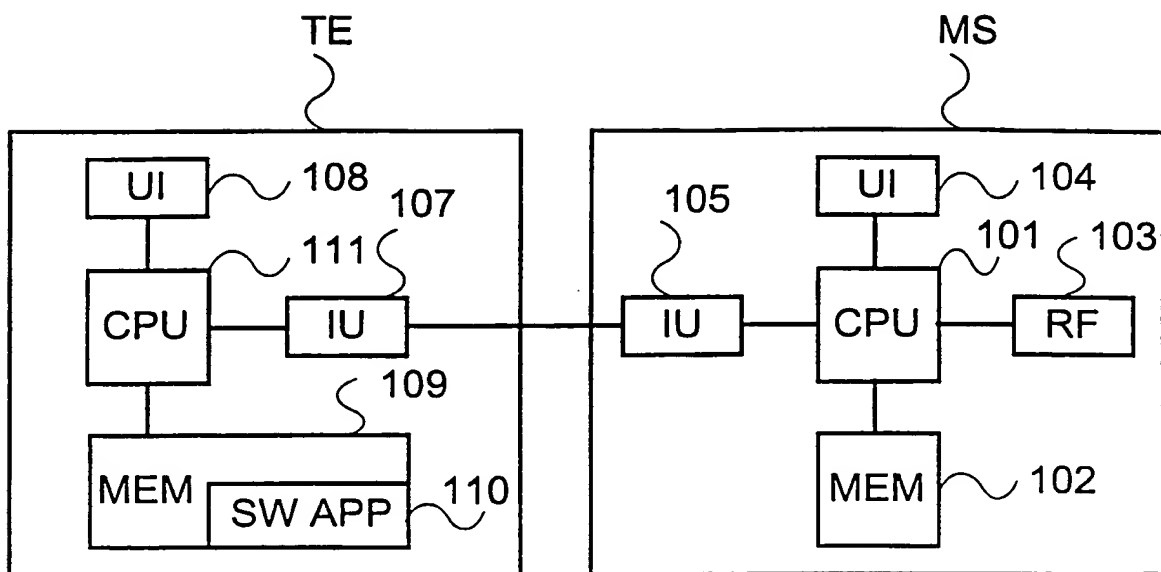 TE
MS
UI
108
107
111
CPU
IU
109
MEM
SW APP
110
UI
104
105
101
103
IU
CPU
RF
MEM
102